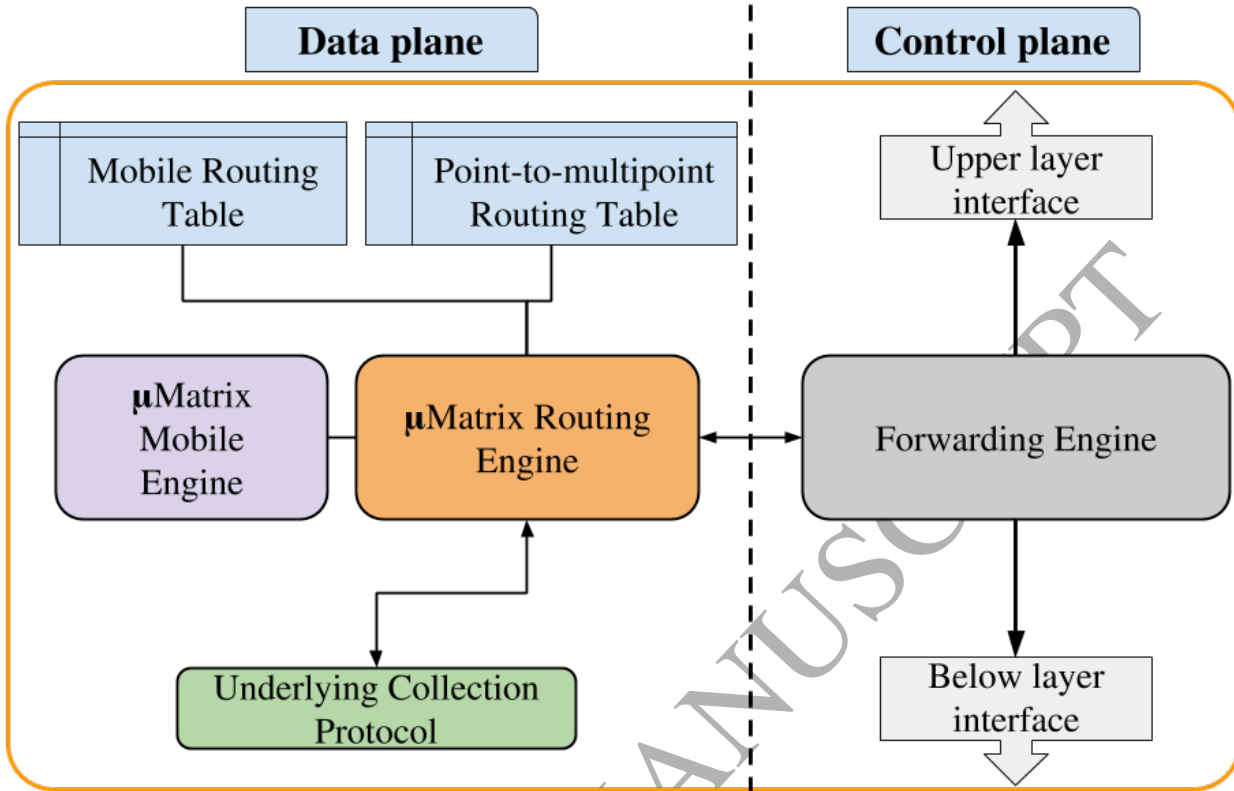 Data plane
Control plane
Mobile Routing
Table
Point-to-multipoint
Routing Table
Upper layer
interface
μMatrix
Mobile
Engine
μMatrix Routing
Engine
Forwarding Engine
Underlying Collection
Protocol
Below layer
interface